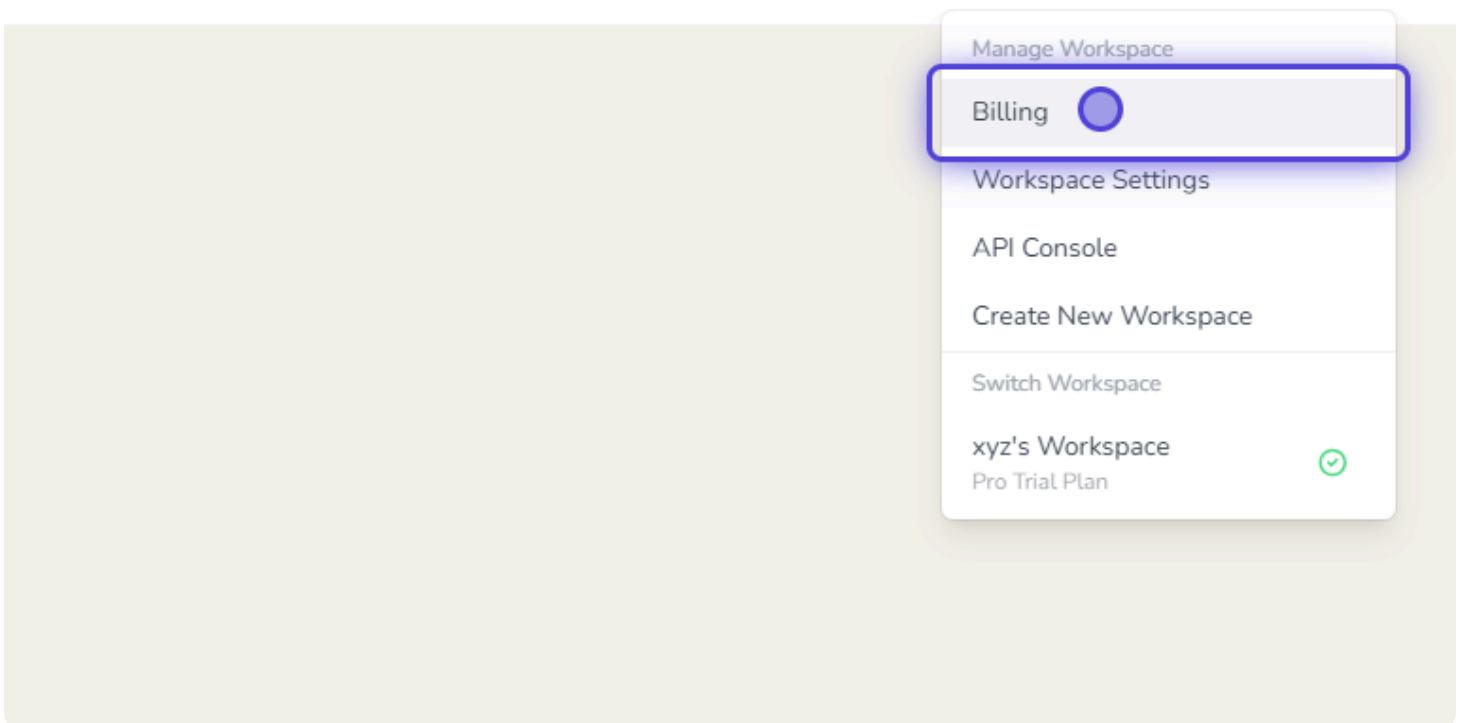 Manage Workspace
Billing
Workspace Settings
API Console
Create New Workspace
Switch Workspace
xyz's Workspace
Pro Trial Plan